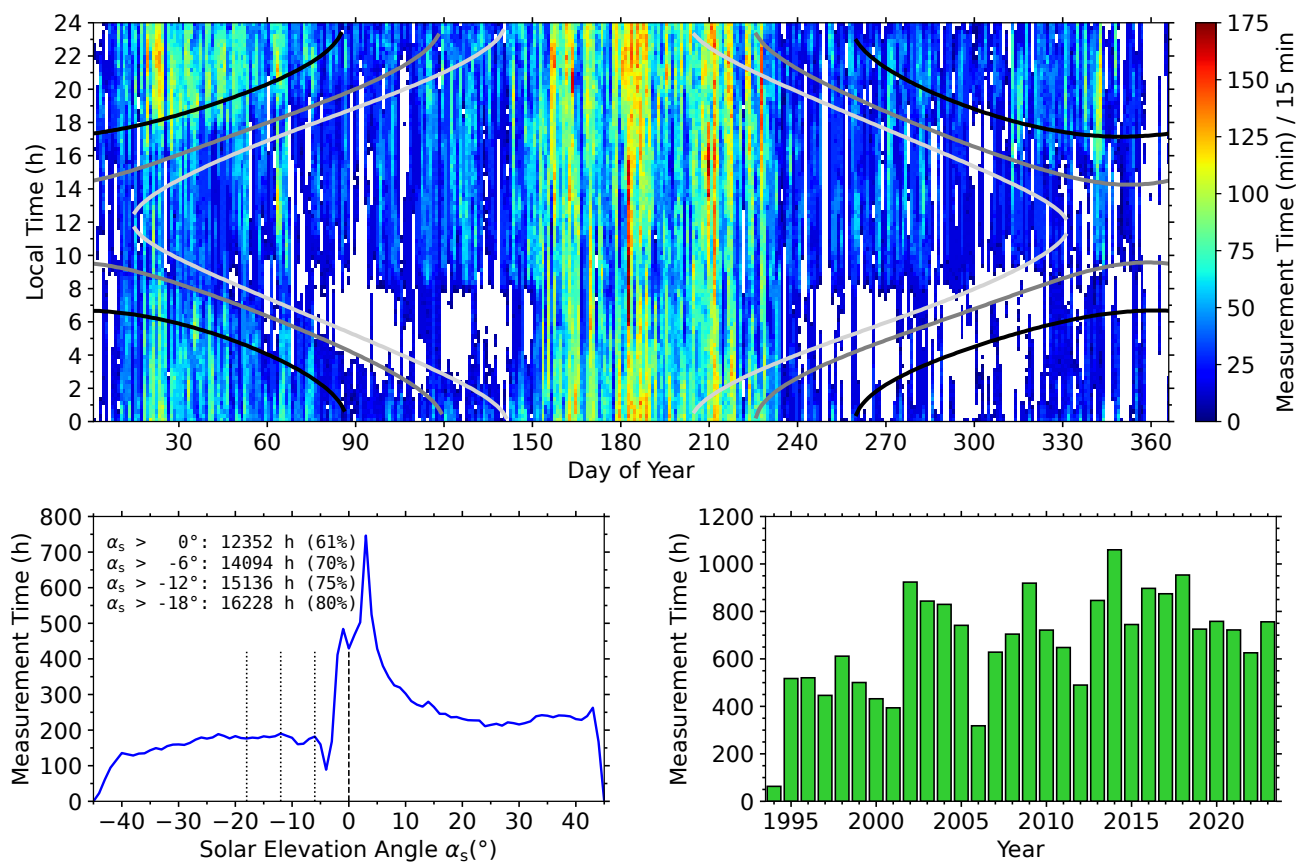 24
22
20
18
16
14
12
10
8
6
4
2
0
Local Time (h)
30 60 90 120 150 180 210 240 270 300 330 360
Day of Year
175
150
125
100
75
50
25
0
Measurement Time (min) / 15 min
800
700
600
500
400
300
200
100
0
Measurement Time (h)
αs > 0°: 12352 h (61%)
αs > -6°: 14094 h (70%)
αs > -12°: 15136 h (75%)
αs > -18°: 16228 h (80%)
−40 −30 −20 −10 0 10 20 30 40
Solar Elevation Angle αs(°)
1200
1000
800
600
400
200
0
Measurement Time (h)
1995 2000 2005 2010 2015 2020
Year